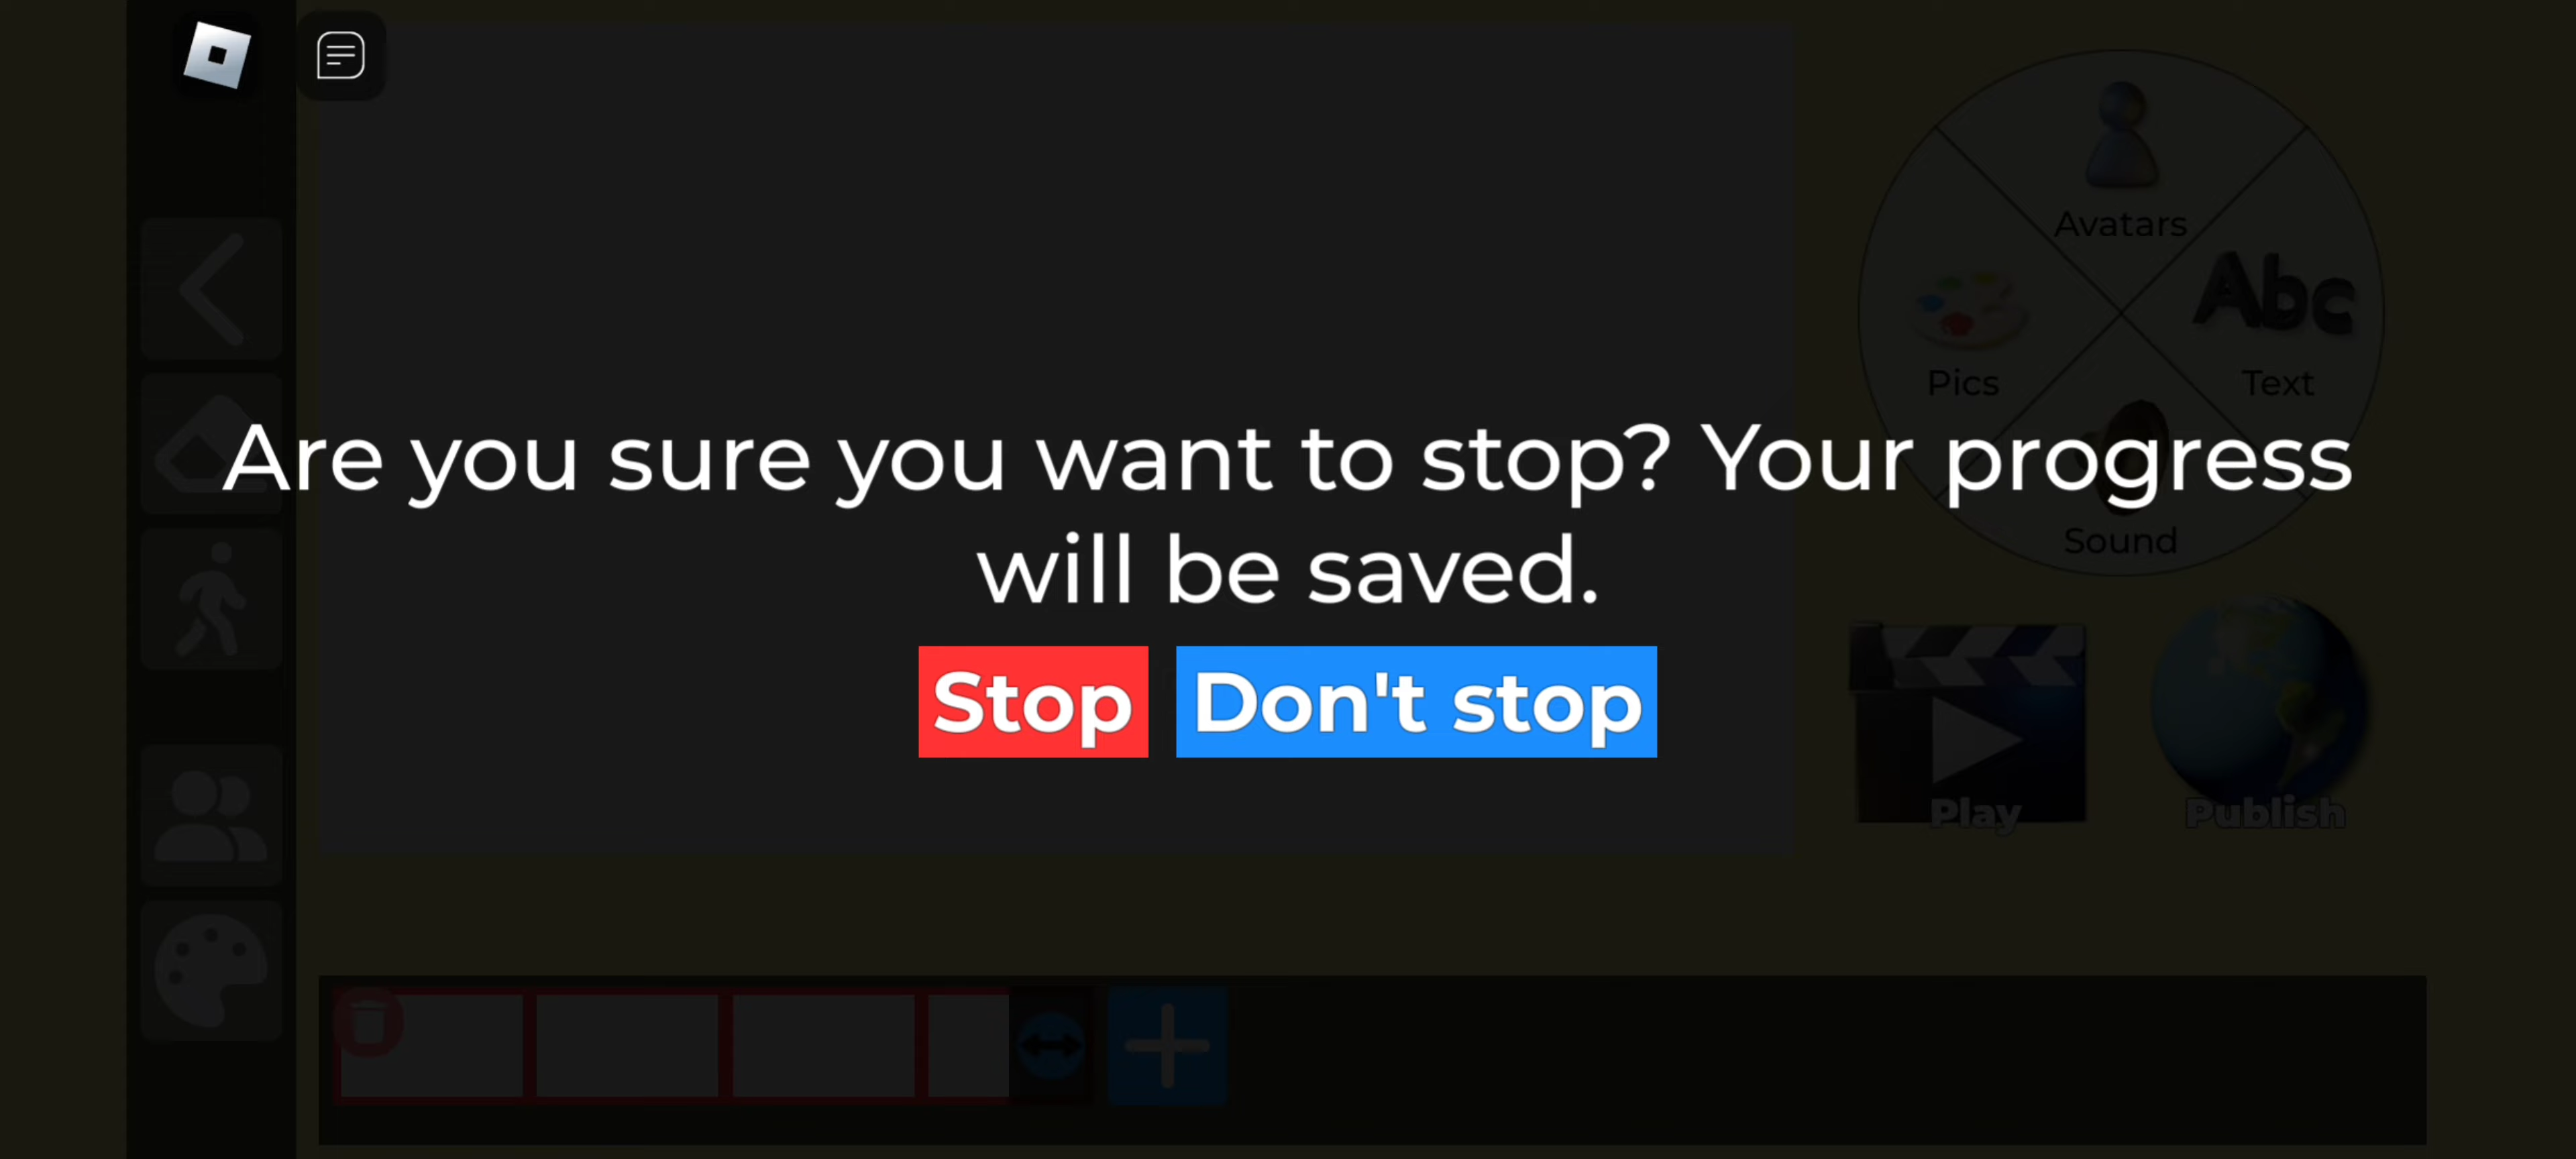 Avatars
Abc
Pics
Text
Are you sure you want to stop? Your progress
will be saved.
Sound
Stop
Don't stop
Play
Publish